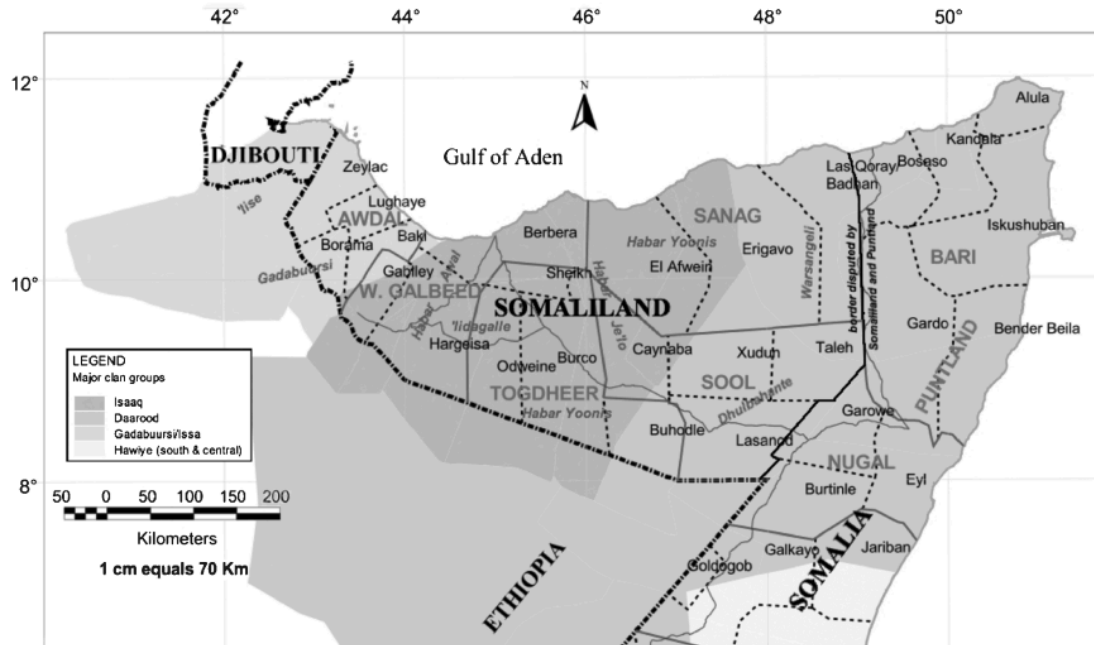 42°
44°
46°
48°
50°
12°
10°
8°
N
Gulf of Aden
DJIBOUTI
'Iise
Zeylac
Lughaye
AWDAL
Borama
Baki
Gadabuursi
Gabiley
W. GALBEED
Habar Awal
'Iidagalle
Hargeisa
Berbera
Sheikh
SOMALILAND
Habar Je'lo
Odweine
Burco
TOGDHEER
Habar Yoonis
SANAG
Habar Yoonis
El Afwein
Erigavo
Warsangeli
Las Qoray/
Badhan
border disputed by
Somaliland and Puntland
Caynaba
Xudun
Taleh
SOOL
Dhulbahante
Buhodle
Lasanod
Alula
Kandala
Bosaso
Iskushuban
BARI
Gardo
Bender Beila
PUNTLAND
Garowe
NUGAL
Eyl
Burtinle
Galkayo
Jariban
Goldogob
SOMALIA
ETHIOPIA
LEGEND
Major clan groups
Isaaq
Daarood
Gadabuursi/Issa
Hawiye (south & central)
50 0 50 100 150 200
Kilometers
1 cm equals 70 Km